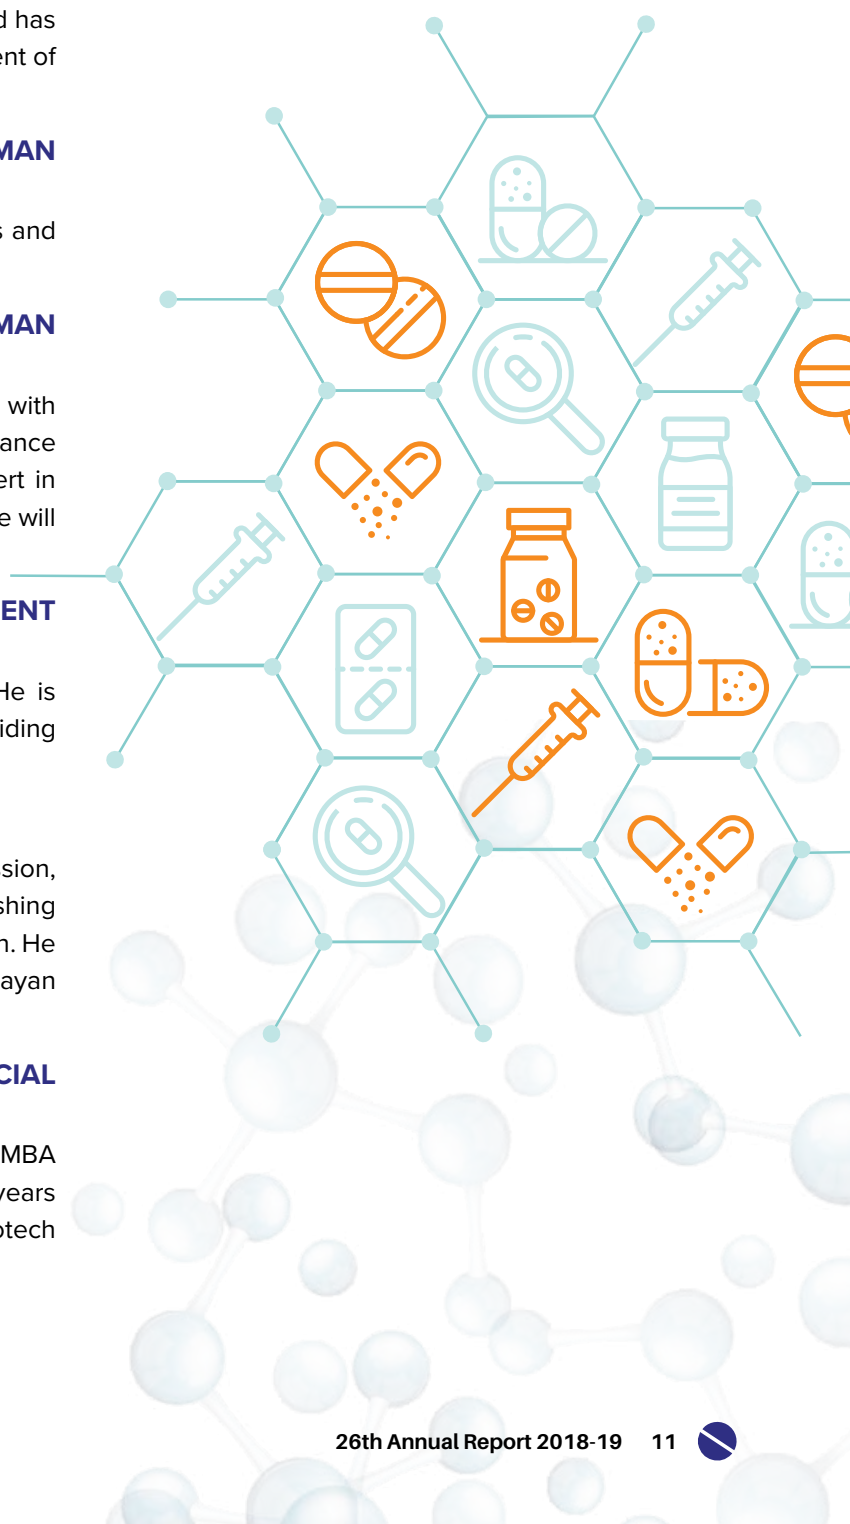 d has
ent of
MAN
s and
MAN
with
ance
ert in
e will
ENT
He is
iding
ssion,
shing
n. He
ayan
CIAL
MBA
years
otech
26th Annual Report 2018-19 11